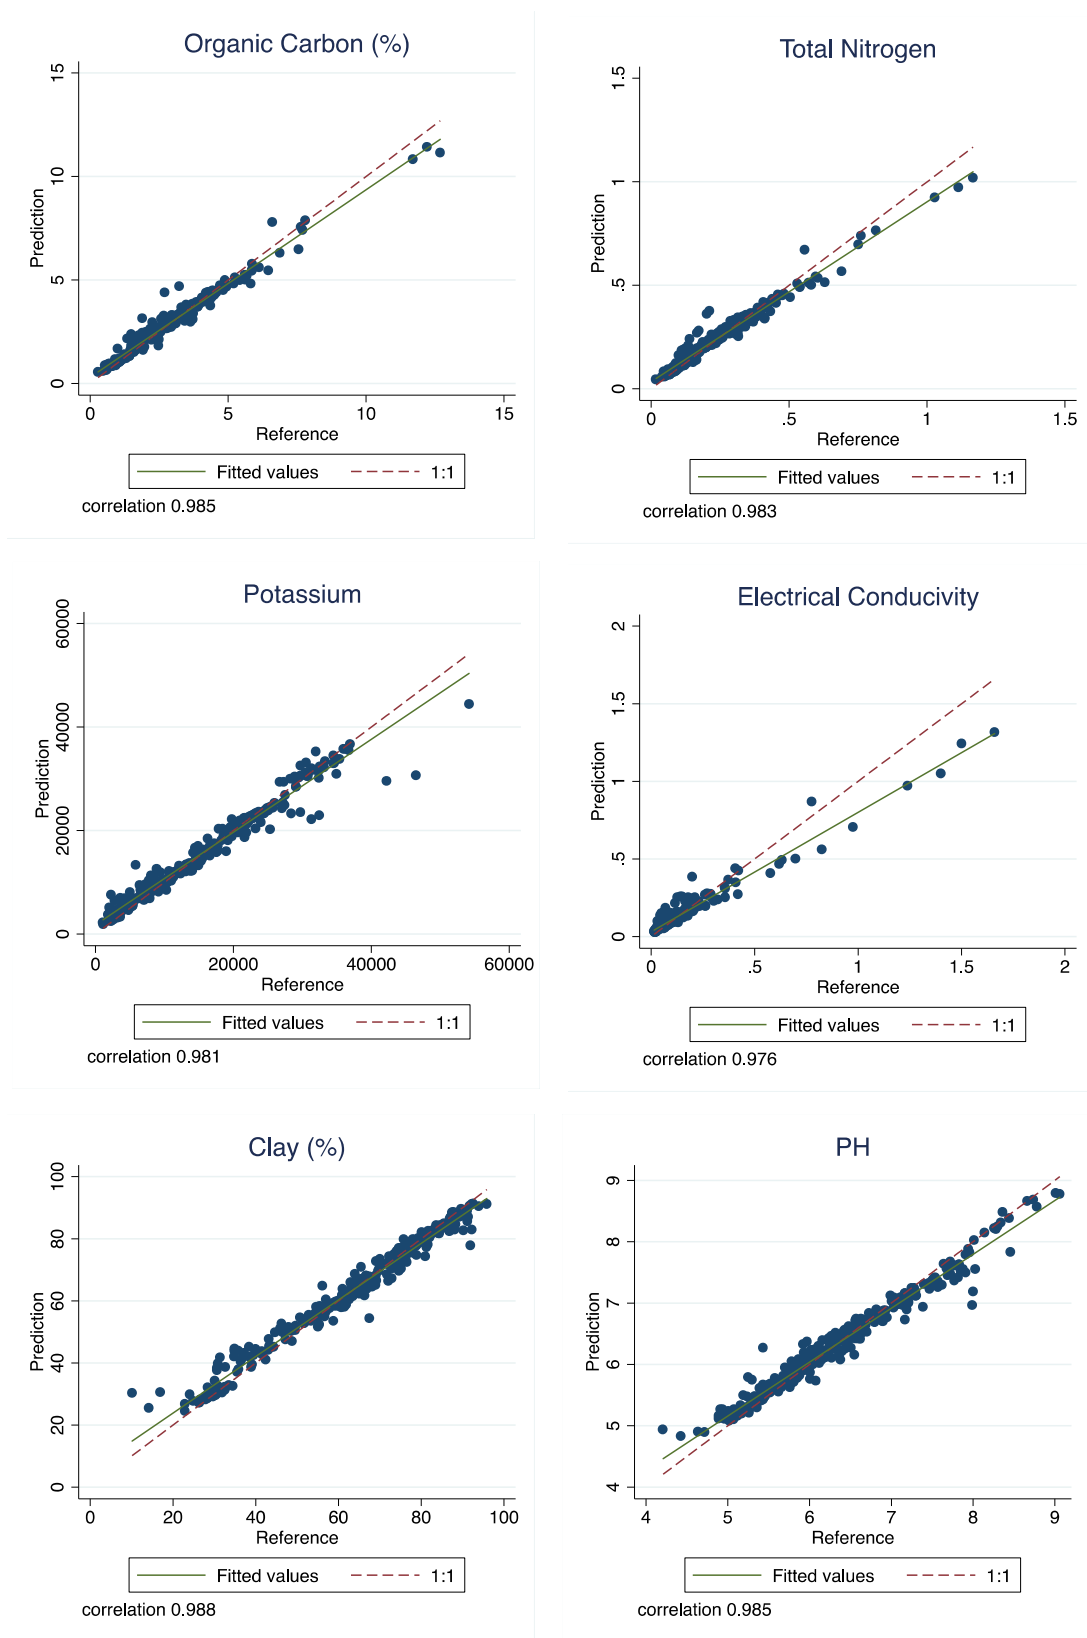 Organic Carbon (%)
15
10
5
0
Prediction
0 5 10 15
Reference
Fitted values 1:1
correlation 0.985
Total Nitrogen
1.5
1
.5
0
Prediction
0 .5 1 1.5
Reference
Fitted values 1:1
correlation 0.983
Potassium
60000
40000
20000
0
Prediction
0 20000 40000 60000
Reference
Fitted values 1:1
correlation 0.981
Electrical Conducivity
2
1.5
1
.5
0
Prediction
0 .5 1 1.5 2
Reference
Fitted values 1:1
correlation 0.976
Clay (%)
100
80
60
40
20
0
Prediction
0 20 40 60 80 100
Reference
Fitted values 1:1
correlation 0.988
PH
9
8
7
6
5
4
Prediction
4 5 6 7 8 9
Reference
Fitted values 1:1
correlation 0.985